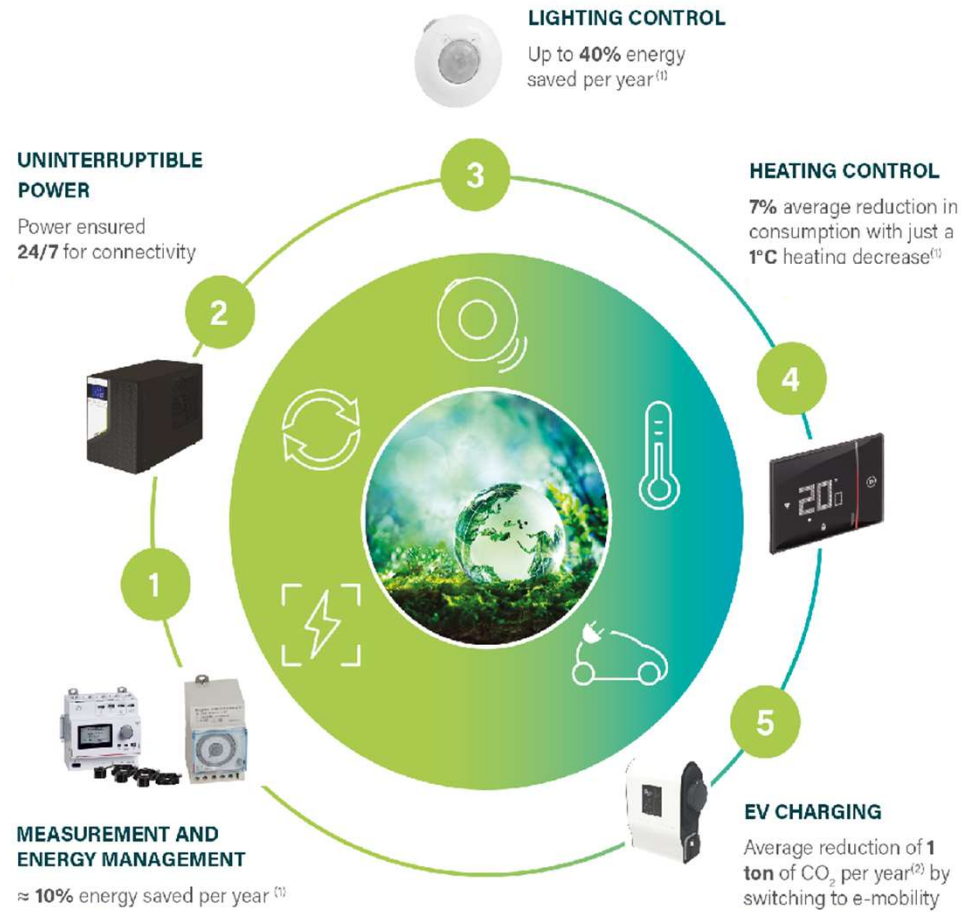 LIGHTING CONTROL
Up to 40% energy
saved per year (1)
3
UNINTERRUPTIBLE
POWER
Power ensured
24/7 for connectivity
2
HEATING CONTROL
7% average reduction in
consumption with just a
1°C heating decrease(1)
4
20
1
MEASUREMENT AND
ENERGY MANAGEMENT
≈ 10% energy saved per year (1)
5
EV CHARGING
Average reduction of 1
ton of CO₂ per year(2) by
switching to e-mobility